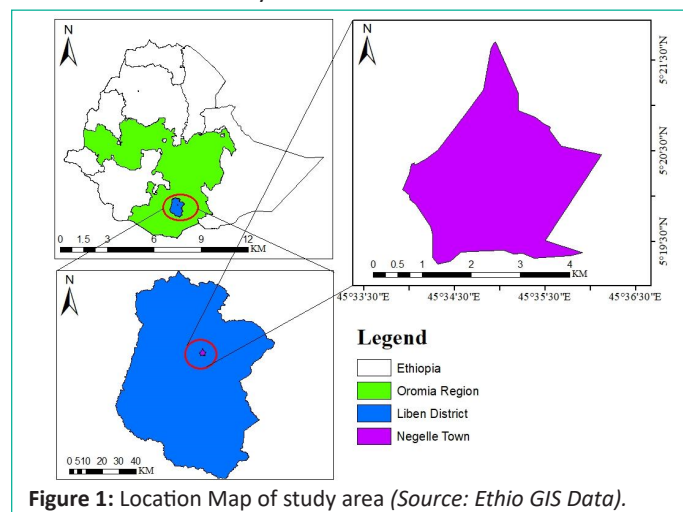 N
0 1.5 3 6 9 12
KM
N
0 510 20 30 40
KM
N
5°21'30"N
5°20'30"N
5°19'30"N
0 0.5 1 2 3 4
KM
45°33'30"E 45°34'30"E 45°35'30"E 45°36'30"E
Legend
Ethiopia
Oromia Region
Liben District
Negelle Town
Figure 1: Location Map of study area (Source: Ethio GIS Data).